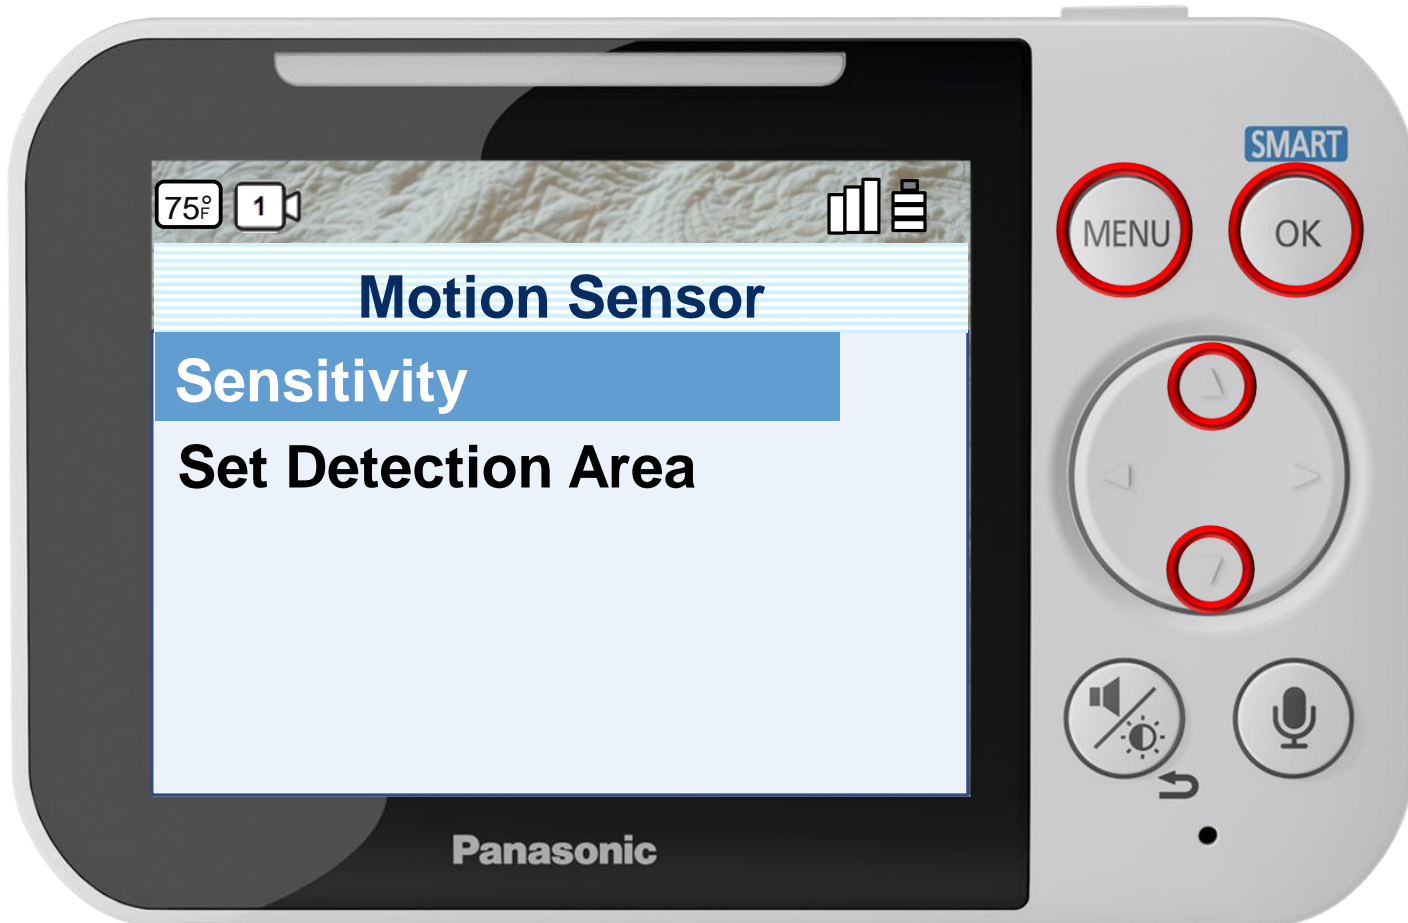 SMART
75°F
1
MENU
OK
Motion Sensor
Sensitivity
Set Detection Area
Panasonic